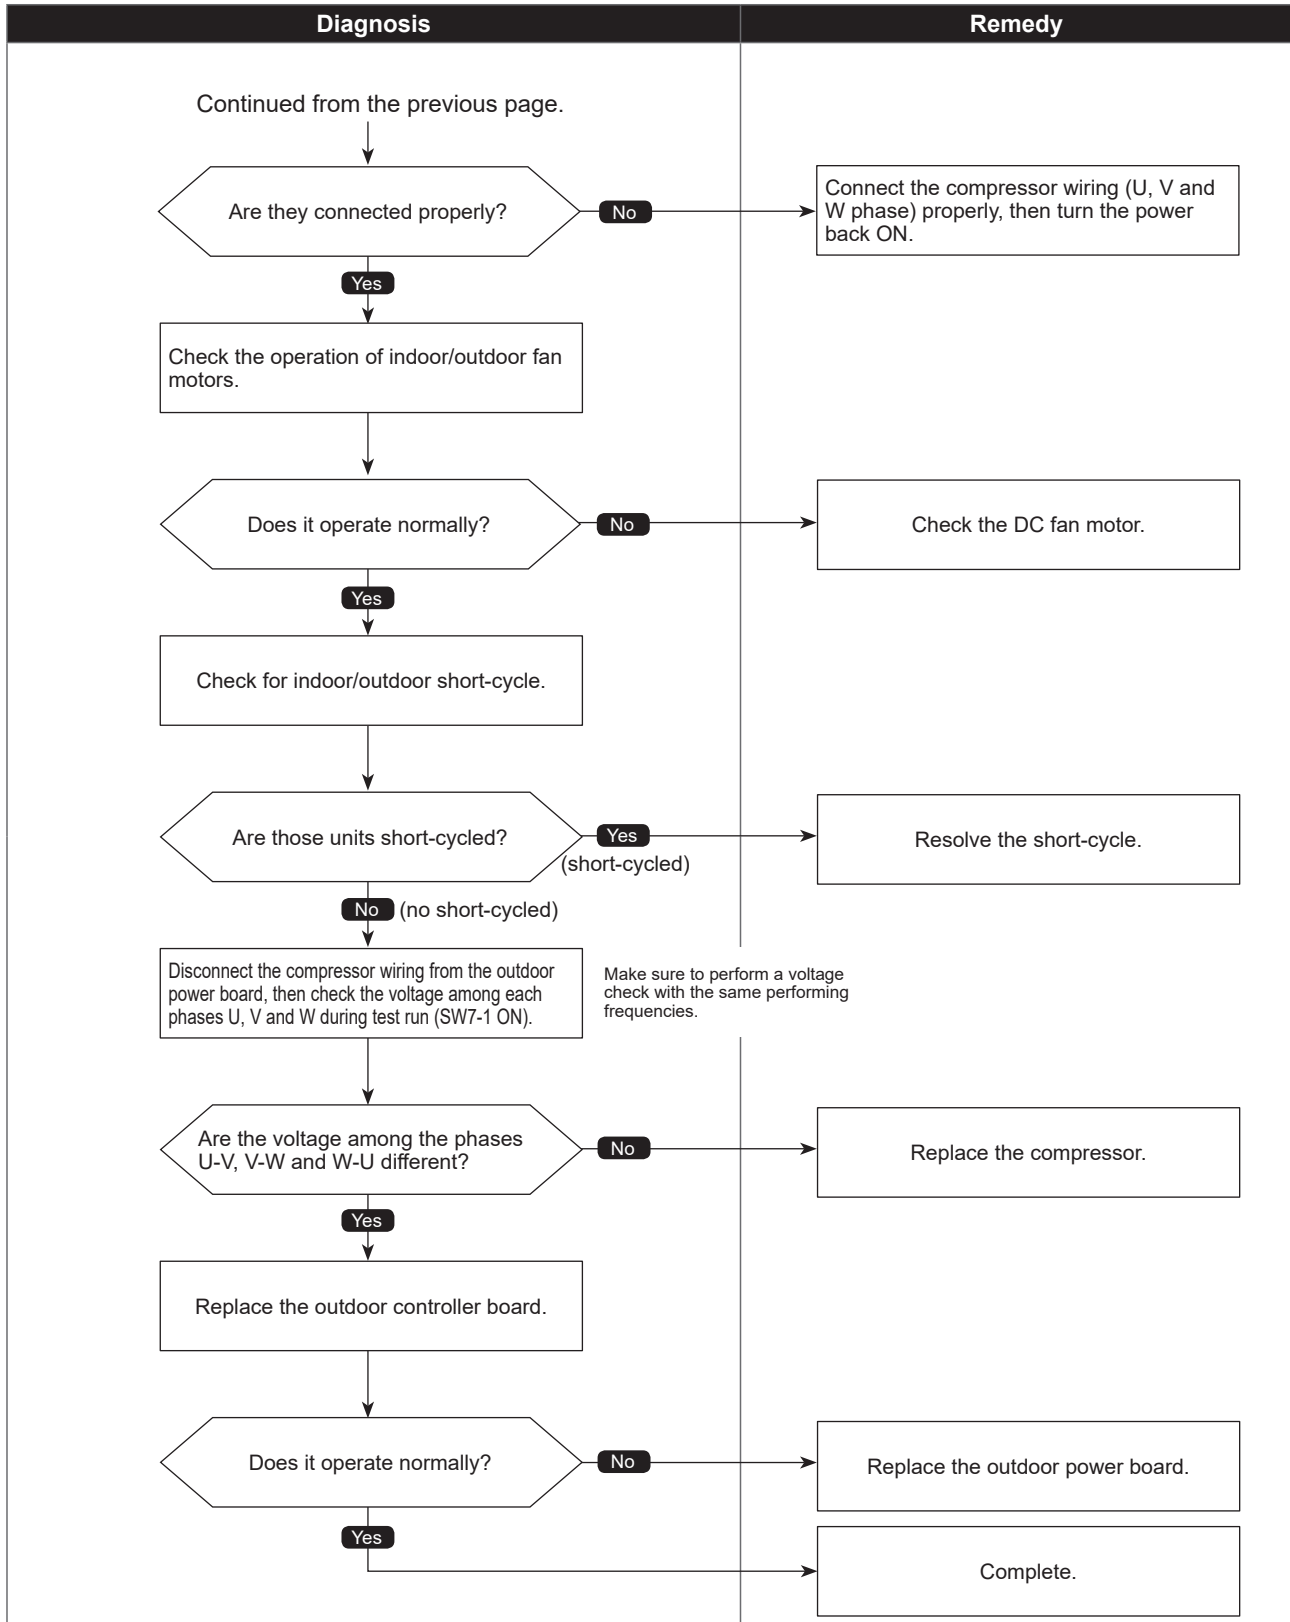 Diagnosis
Remedy
Continued from the previous page.
Are they connected properly?
No
Connect the compressor wiring (U, V and
W phase) properly, then turn the power
back ON.
Yes
Check the operation of indoor/outdoor fan
motors.
Does it operate normally?
No
Check the DC fan motor.
Yes
Check for indoor/outdoor short-cycle.
Are those units short-cycled?
Yes
(short-cycled)
Resolve the short-cycle.
No (no short-cycled)
Disconnect the compressor wiring from the outdoor
power board, then check the voltage among each
phases U, V and W during test run (SW7-1 ON).
Make sure to perform a voltage
check with the same performing
frequencies.
Are the voltage among the phases
U-V, V-W and W-U different?
No
Replace the compressor.
Yes
Replace the outdoor controller board.
Does it operate normally?
No
Replace the outdoor power board.
Yes
Complete.